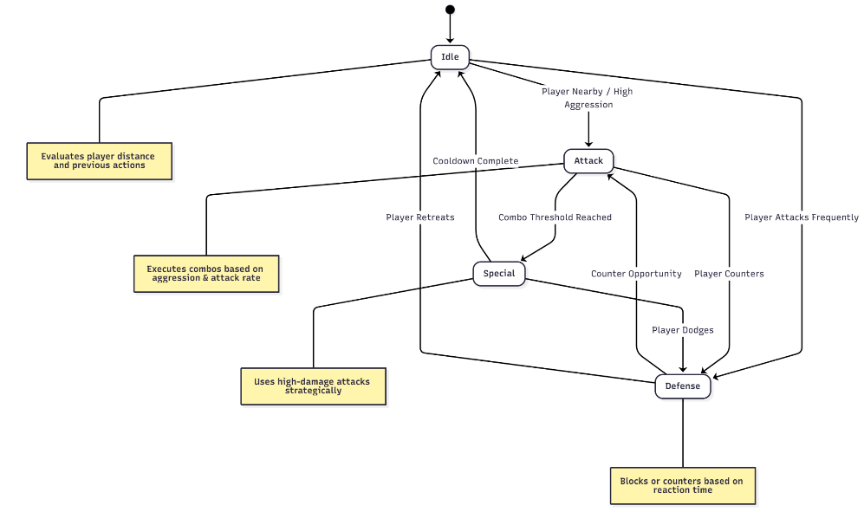 Idle
Player Nearby / High
Aggression
Evaluates player distance
and previous actions
Attack
Cooldown Complete
Player Retreats
Combo Threshold Reached
Player Attacks Frequently
Executes combos based on
aggression & attack rate
Special
Counter Opportunity
Player Counters
Player Dodges
Uses high-damage attacks
strategically
Defense
Blocks or counters based on
reaction time